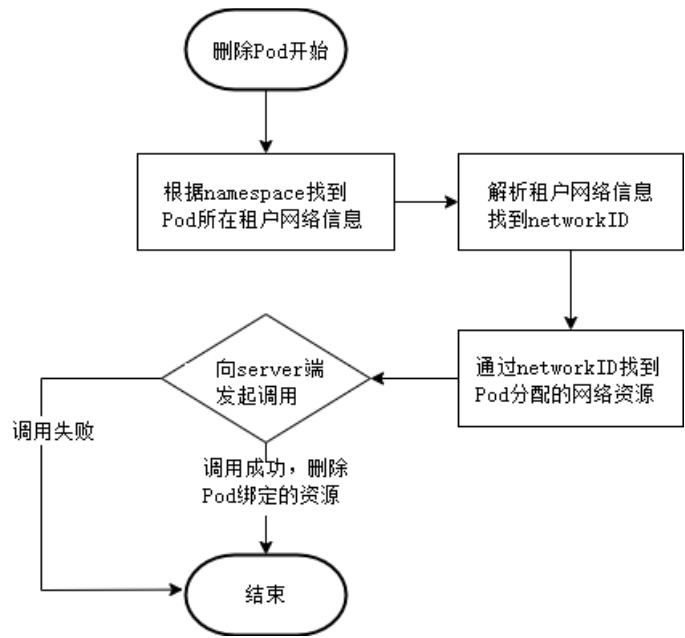 删除Pod开始
根据namespace找到
Pod所在租户网络信息
解析租户网络信息
找到networkID
通过networkID找到
Pod分配的网络资源
向server端
发起调用
调用失败
调用成功，删除
Pod绑定的资源
结束